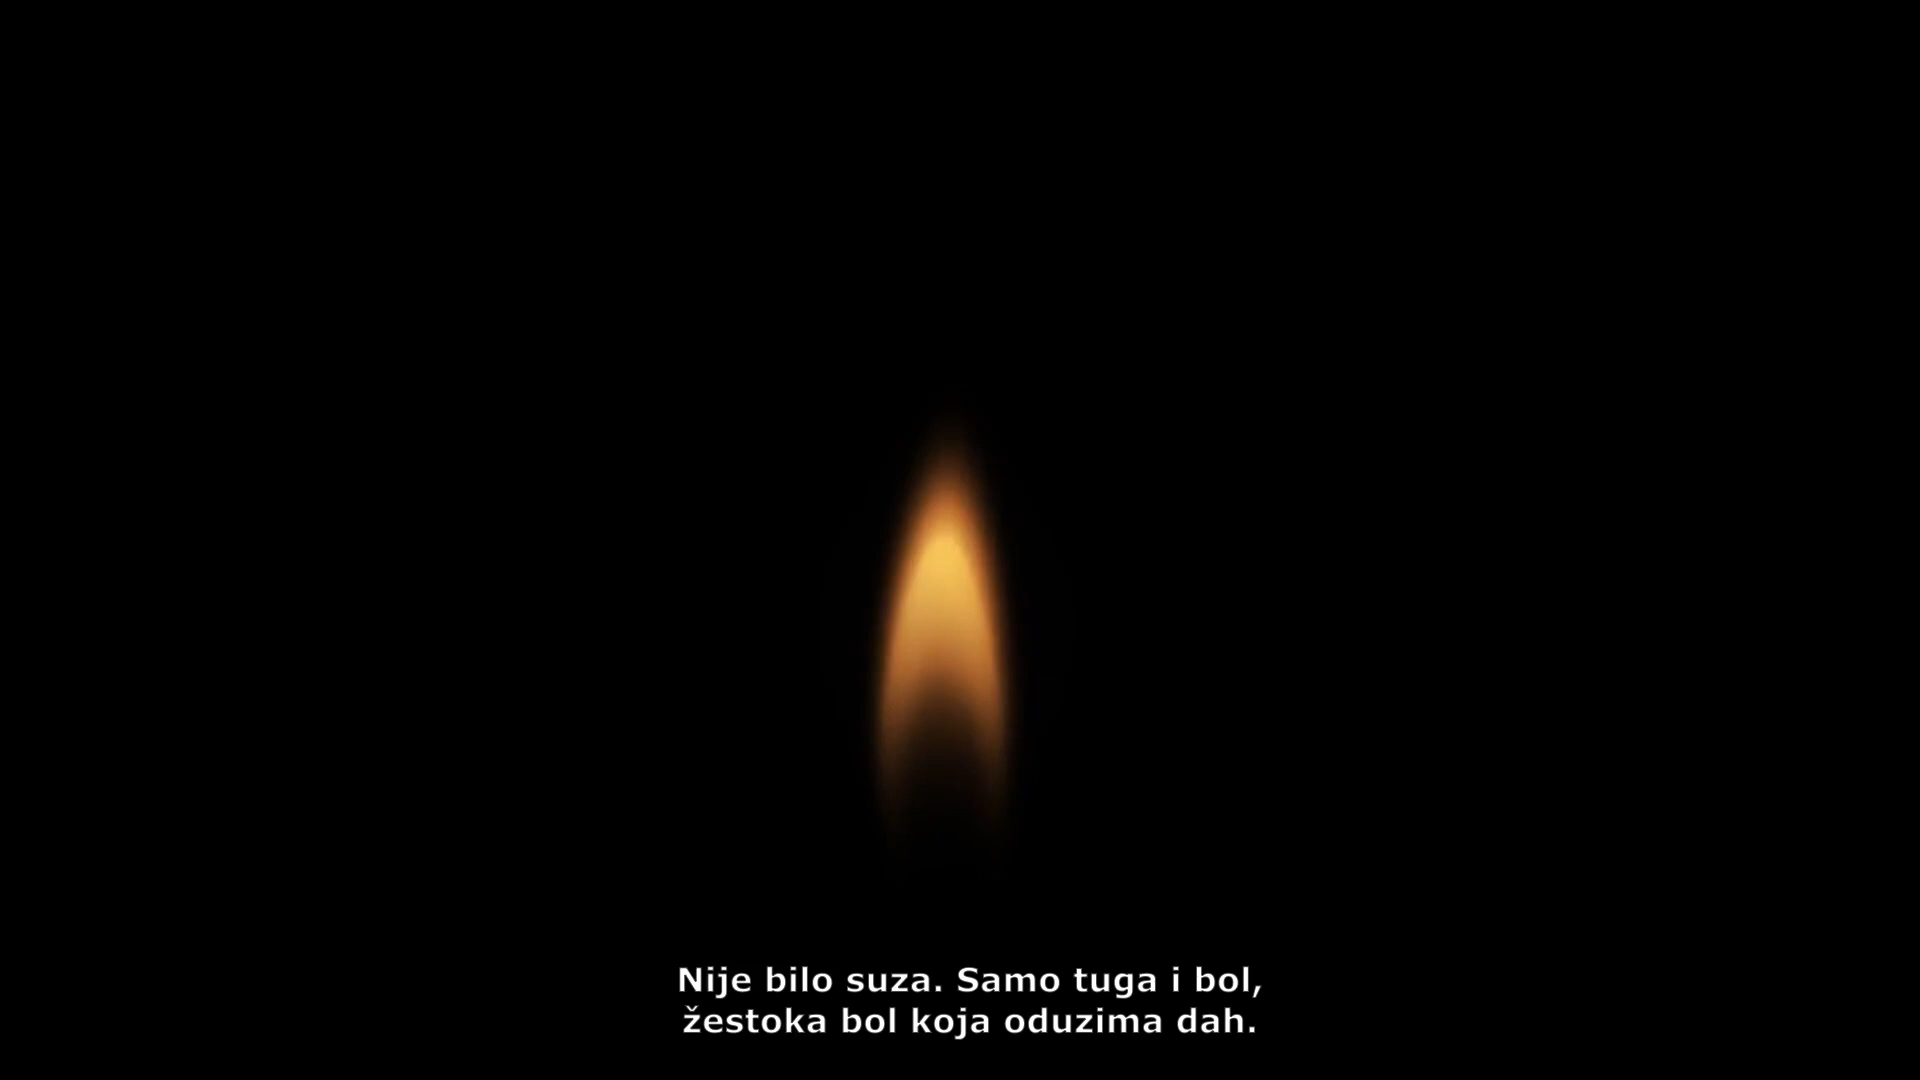 Nije bilo suza. Samo tuga i bol,
žestoka bol koja oduzima dah.